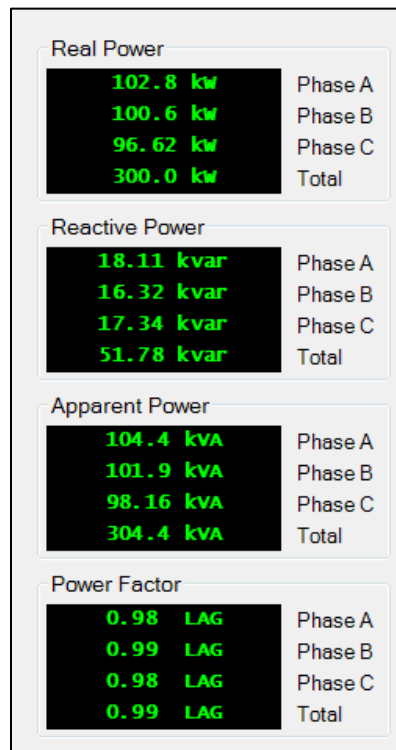 Real Power
102.8 kW Phase A
100.6 kW Phase B
96.62 kW Phase C
300.0 kW Total
Reactive Power
18.11 kvar Phase A
16.32 kvar Phase B
17.34 kvar Phase C
51.78 kvar Total
Apparent Power
104.4 kVA Phase A
101.9 kVA Phase B
98.16 kVA Phase C
304.4 kVA Total
Power Factor
0.98 LAG Phase A
0.99 LAG Phase B
0.98 LAG Phase C
0.99 LAG Total